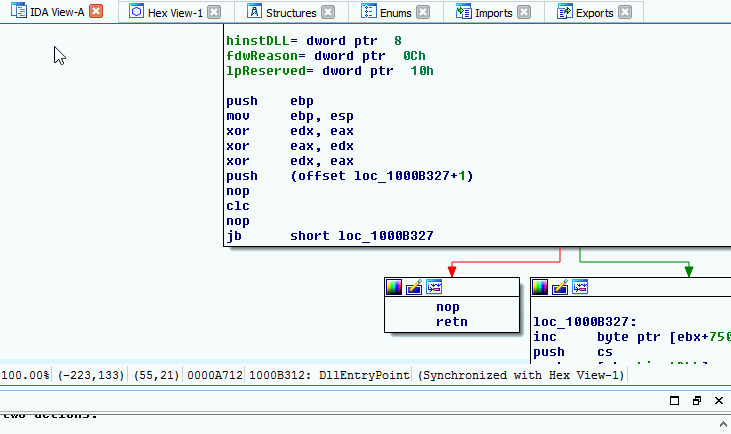 IDA View-A Hex View-1 Structures Enums Imports Exports
hinstDLL= dword ptr 8
fdwReason= dword ptr 0Ch
lpReserved= dword ptr 10h
push ebp
mov ebp, esp
xor edx, eax
xor eax, edx
xor edx, eax
push (offset loc_1000B327+1)
nop
clc
nop
jb short loc_1000B327
nop
retn
loc_1000B327:
inc byte ptr [ebx+750
push cs
100.00% (-223,133) (55,21) 0000A712 1000B312: DllEntryPoint (Synchronized with Hex View-1)